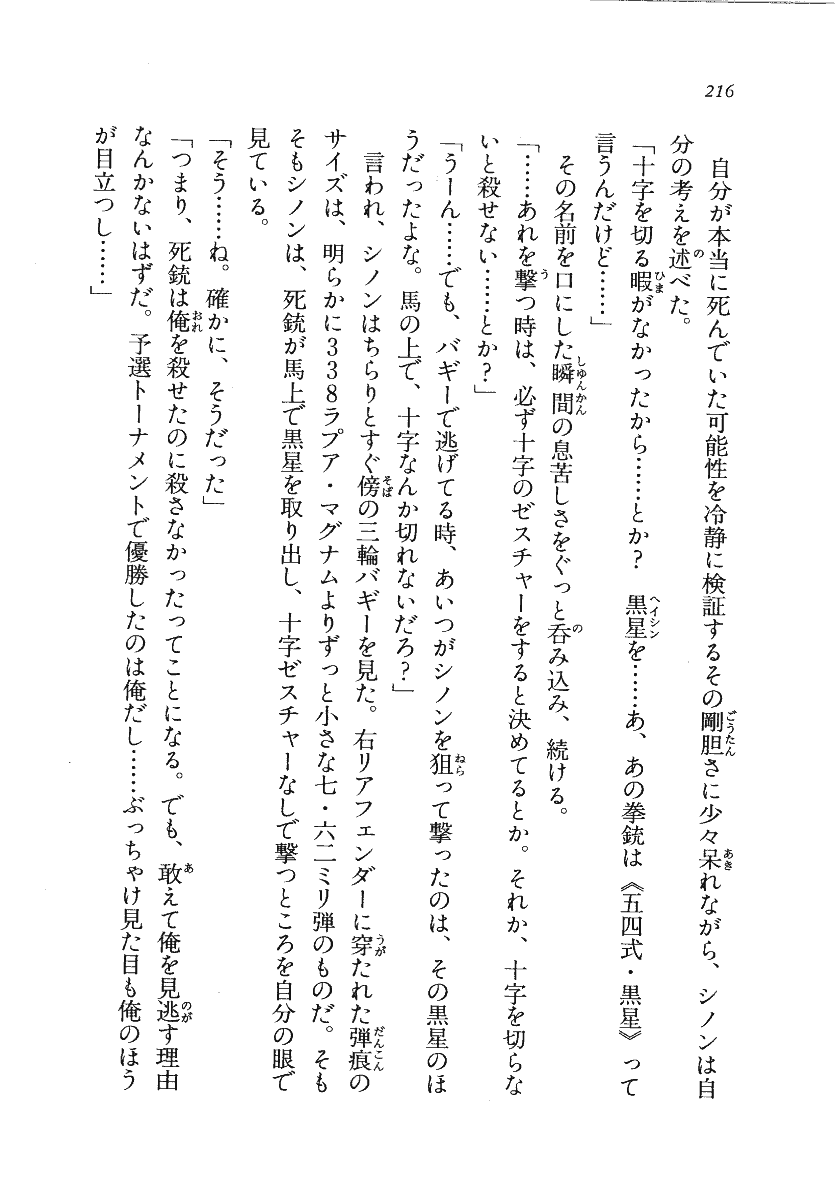 216
自分が本当に死んでいた可能性を冷静に検証するその剛胆さに少々呆れながら、シノンは自
分の考えを述べた。
「十字を切る暇がなかったから……とか？　黒星を……あ、あの拳銃は《五四式・黒星》って
言うんだけど……」
その名前を口にした瞬間の息苦しさをぐっと呑み込み、続ける。
「……あれを撃つ時は、必ず十字のゼスチャーをすると決めてるとか。それか、十字を切らな
いと殺せない……とか？」
「うーん……でも、バギーで逃げてる時、あいつがシノンを狙って撃ったのは、その黒星のほ
うだったよな。馬の上で、十字なんか切れないだろ？」
言われ、シノンはちらりとすぐ傍の三輪バギーを見た。右リアフェンダーに穿たれた弾痕の
サイズは、明らかに３３８ラプア・マグナムよりずっと小さな七・六二ミリ弾のものだ。そも
そもシノンは、死銃が馬上で黒星を取り出し、十字ゼスチャーなしで撃つところを自分の眼で
見ている。
「そう……ね。確かに、そうだった」
「つまり、死銃は俺を殺せたのに殺さなかったってことになる。でも、敢えて俺を見逃す理由
なんかないはずだ。予選トーナメントで優勝したのは俺だし……ぶっちゃけ見た目も俺のほう
が目立つし……」